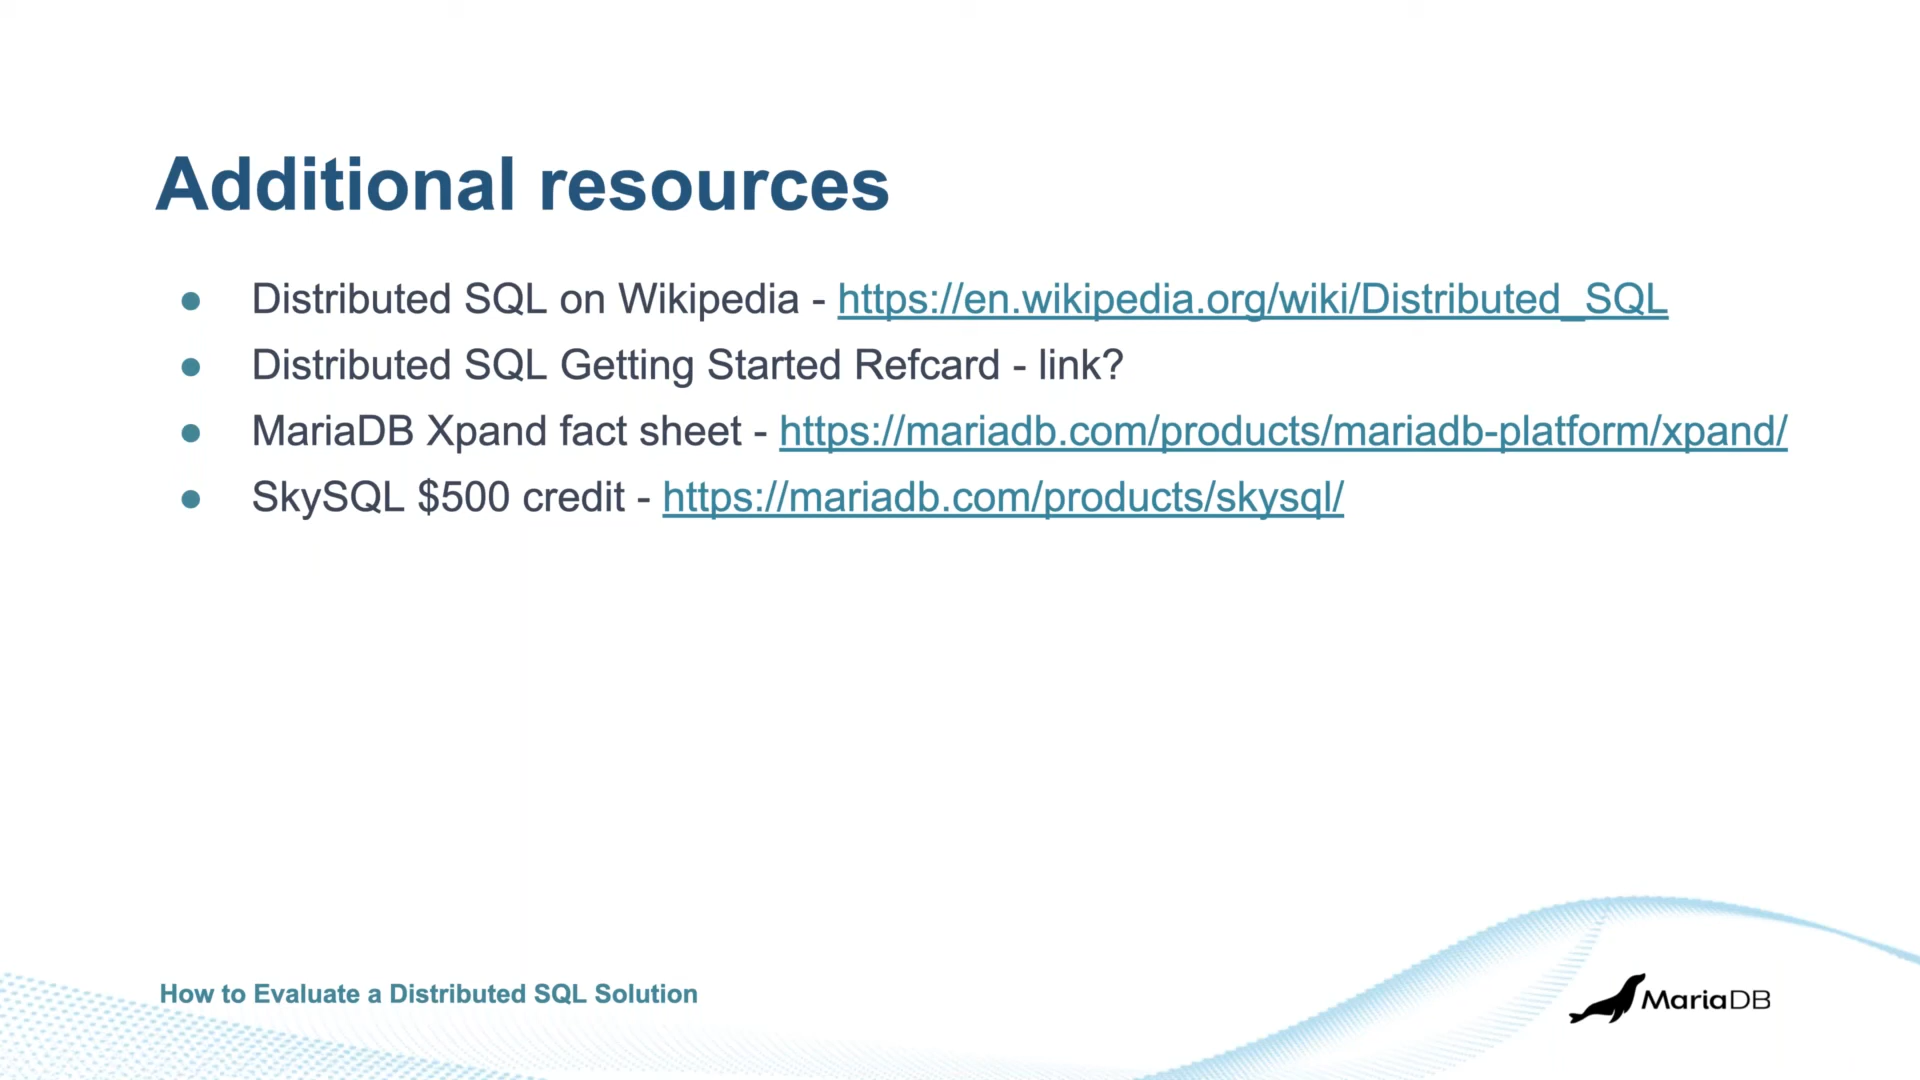 Additional resources
● Distributed SQL on Wikipedia - https://en.wikipedia.org/wiki/Distributed_SQL
● Distributed SQL Getting Started Refcard - link?
● MariaDB Xpand fact sheet - https://mariadb.com/products/mariadb-platform/xpand/
● SkySQL $500 credit - https://mariadb.com/products/skysql/
How to Evaluate a Distributed SQL Solution
MariaDB